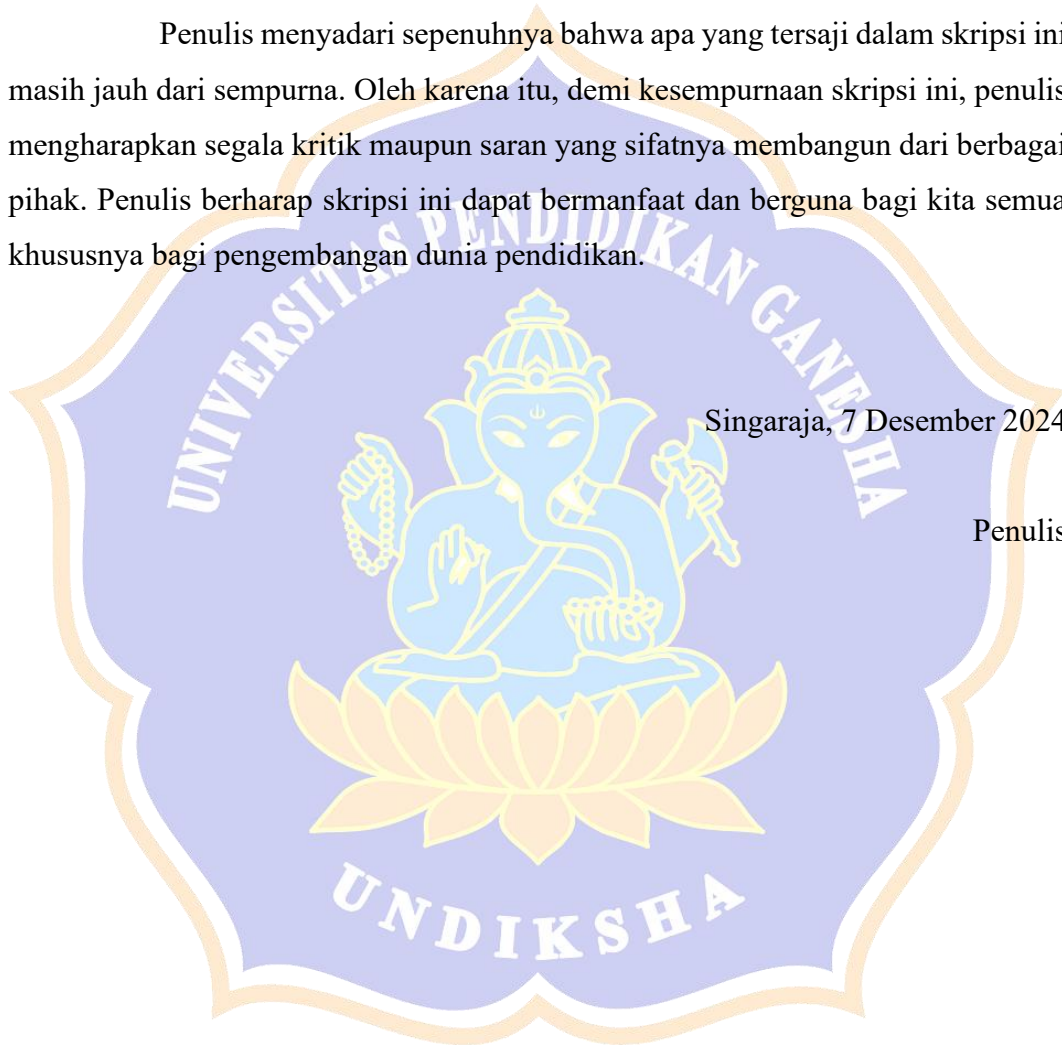 Penulis menyadari sepenuhnya bahwa apa yang tersaji dalam skripsi ini
masih jauh dari sempurna. Oleh karena itu, demi kesempurnaan skripsi ini, penulis
mengharapkan segala kritik maupun saran yang sifatnya membangun dari berbagai
pihak. Penulis berharap skripsi ini dapat bermanfaat dan berguna bagi kita semua
khususnya bagi pengembangan dunia pendidikan.
UNIVERSITAS PENDIDIKAN GANESHA
Singaraja, 7 Desember 2024
Penulis
UNDIKSHA